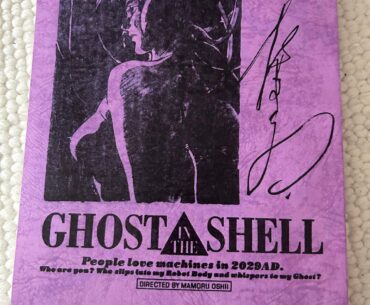 GHOST IN THE SHELL
People love machines in 2029AD.
Who are you? Who slips into my Robot Body and whispers to my Ghost?
DIRECTED BY MAMORU OSHII